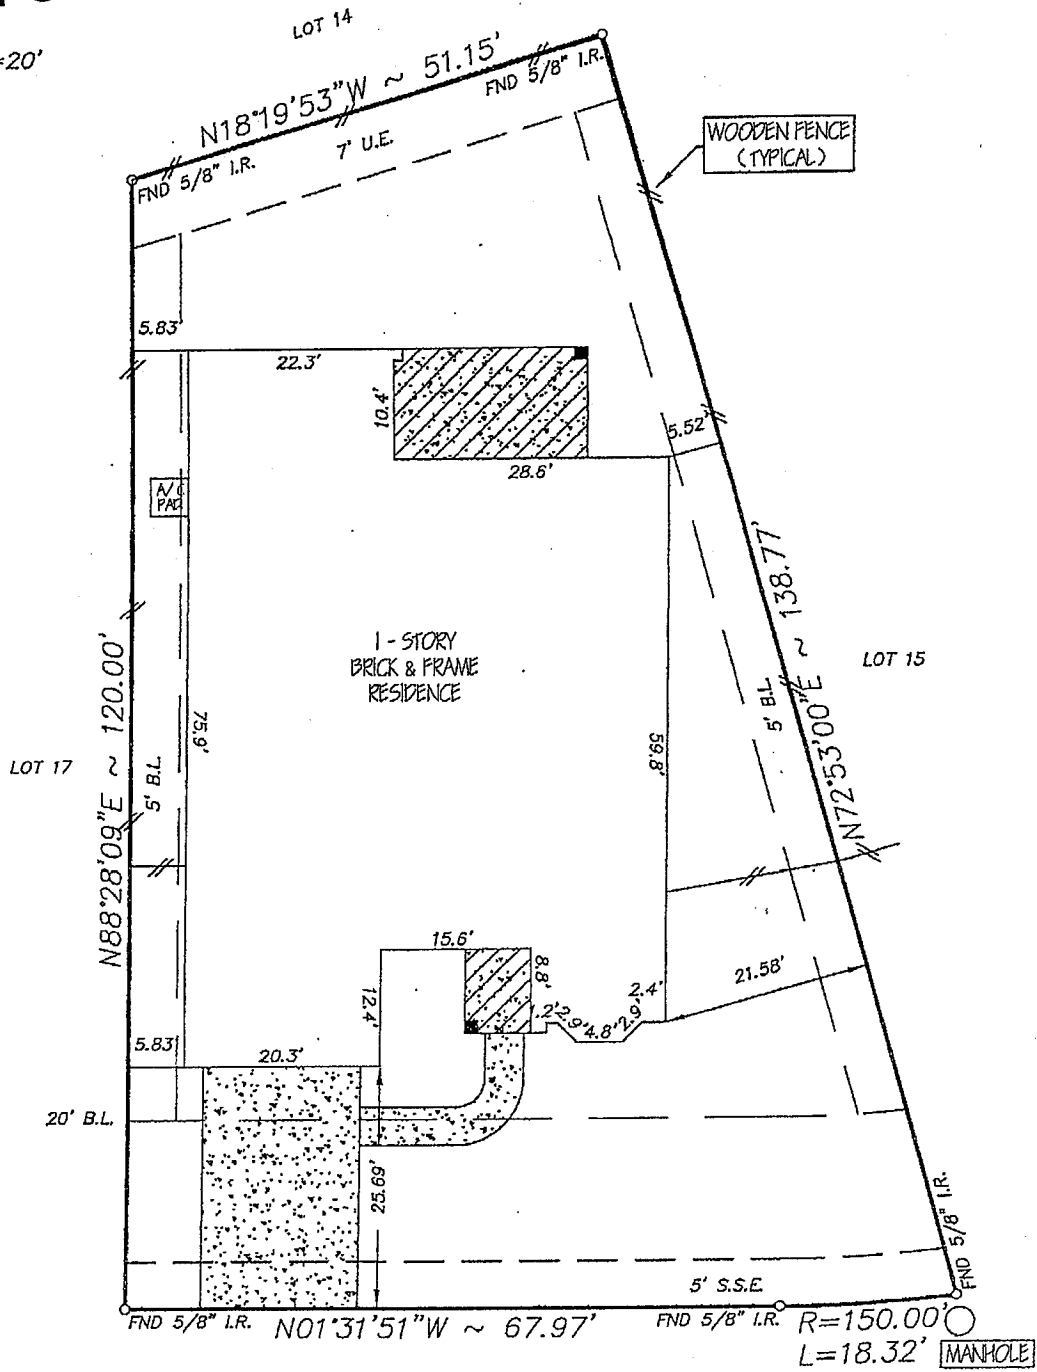 =20'
LOT 14
N18°19'53"W ~ 51.15'
FND 5/8" I.R.
FND 5/8" I.R.
7' U.E.
WOODEN FENCE
(TYPICAL)
5.83'
22.3'
10.4'
28.6'
5.52'
A/C
PAD
1 - STORY
BRICK & FRAME
RESIDENCE
N88°28'09"E ~ 120.00'
LOT 17
5' B.L.
75.9'
59.8'
5' B.L.
N72°53'00"E ~ 138.77'
LOT 15
15.6'
8.8'
12.4'
1.2'
2.9'
4.8'
2.9'
2.4'
21.58'
5.83'
20.3'
20' B.L.
25.69'
5' S.S.E.
FND 5/8" I.R.
FND 5/8" I.R.
N01°31'51"W ~ 67.97'
FND 5/8" I.R.
R=150.00'
L=18.32'
MANHOLE